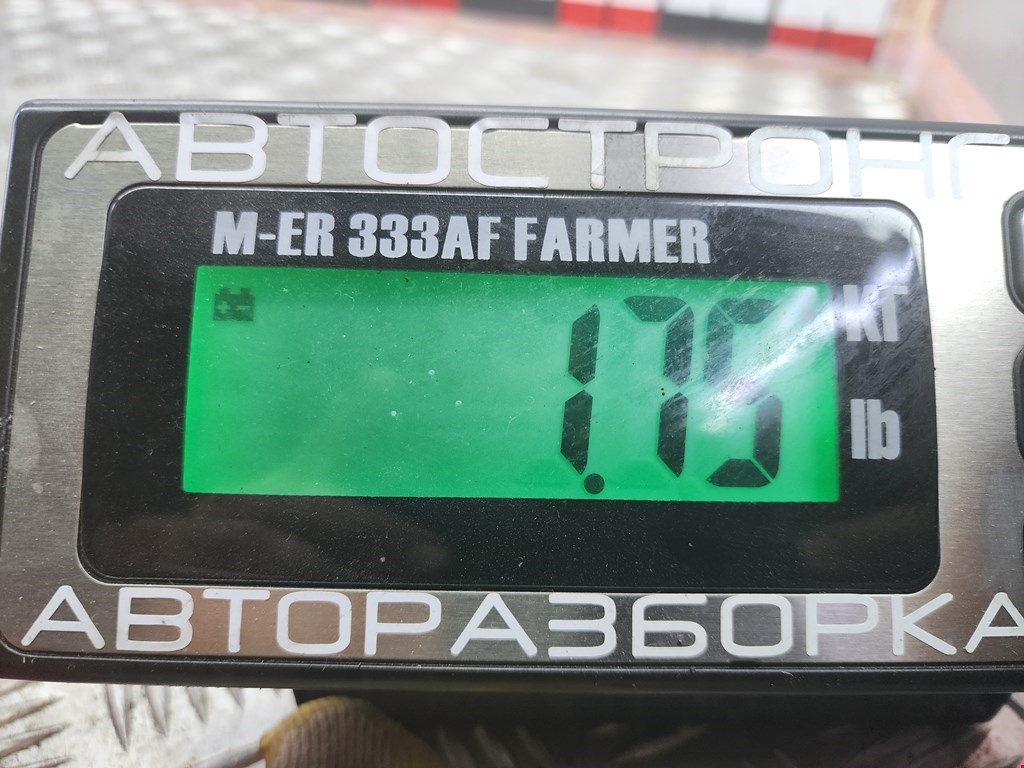 АВТОСТРОНГ
M-ER 333AF FARMER
1.75
КГ
lb
АВТОРАЗБОРКА